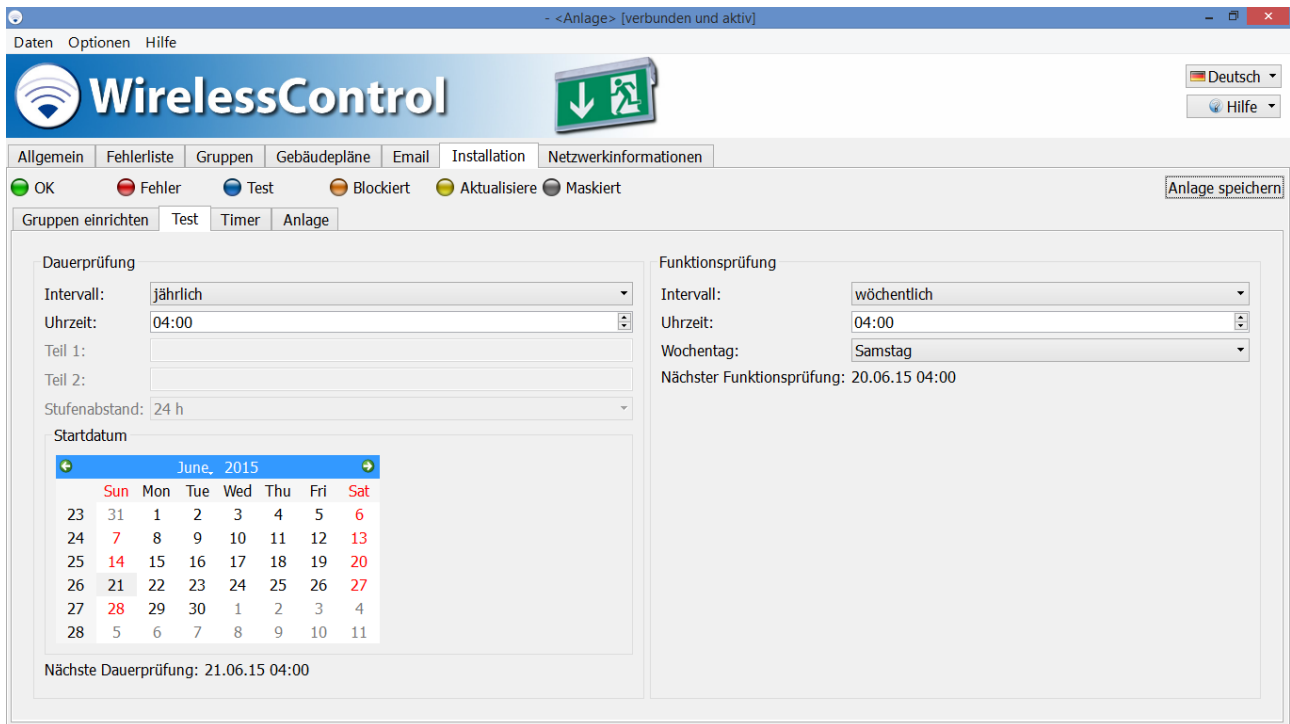 - <Anlage> [verbunden und aktiv]
Daten Optionen Hilfe
WirelessControl
Deutsch
Hilfe
Allgemein Fehlerliste Gruppen Gebäudepläne Email Installation Netzwerkinformationen
OK Fehler Test Blockiert Aktualisiere Maskiert Anlage speichern
Gruppen einrichten Test Timer Anlage
Dauerprüfung
Intervall: jährlich
Uhrzeit: 04:00
Teil 1:
Teil 2:
Stufenabstand: 24 h
Startdatum
June, 2015
Sun Mon Tue Wed Thu Fri Sat
23 31 1 2 3 4 5 6
24 7 8 9 10 11 12 13
25 14 15 16 17 18 19 20
26 21 22 23 24 25 26 27
27 28 29 30 1 2 3 4
28 5 6 7 8 9 10 11
Nächste Dauerprüfung: 21.06.15 04:00
Funktionsprüfung
Intervall: wöchentlich
Uhrzeit: 04:00
Wochentag: Samstag
Nächster Funktionsprüfung: 20.06.15 04:00